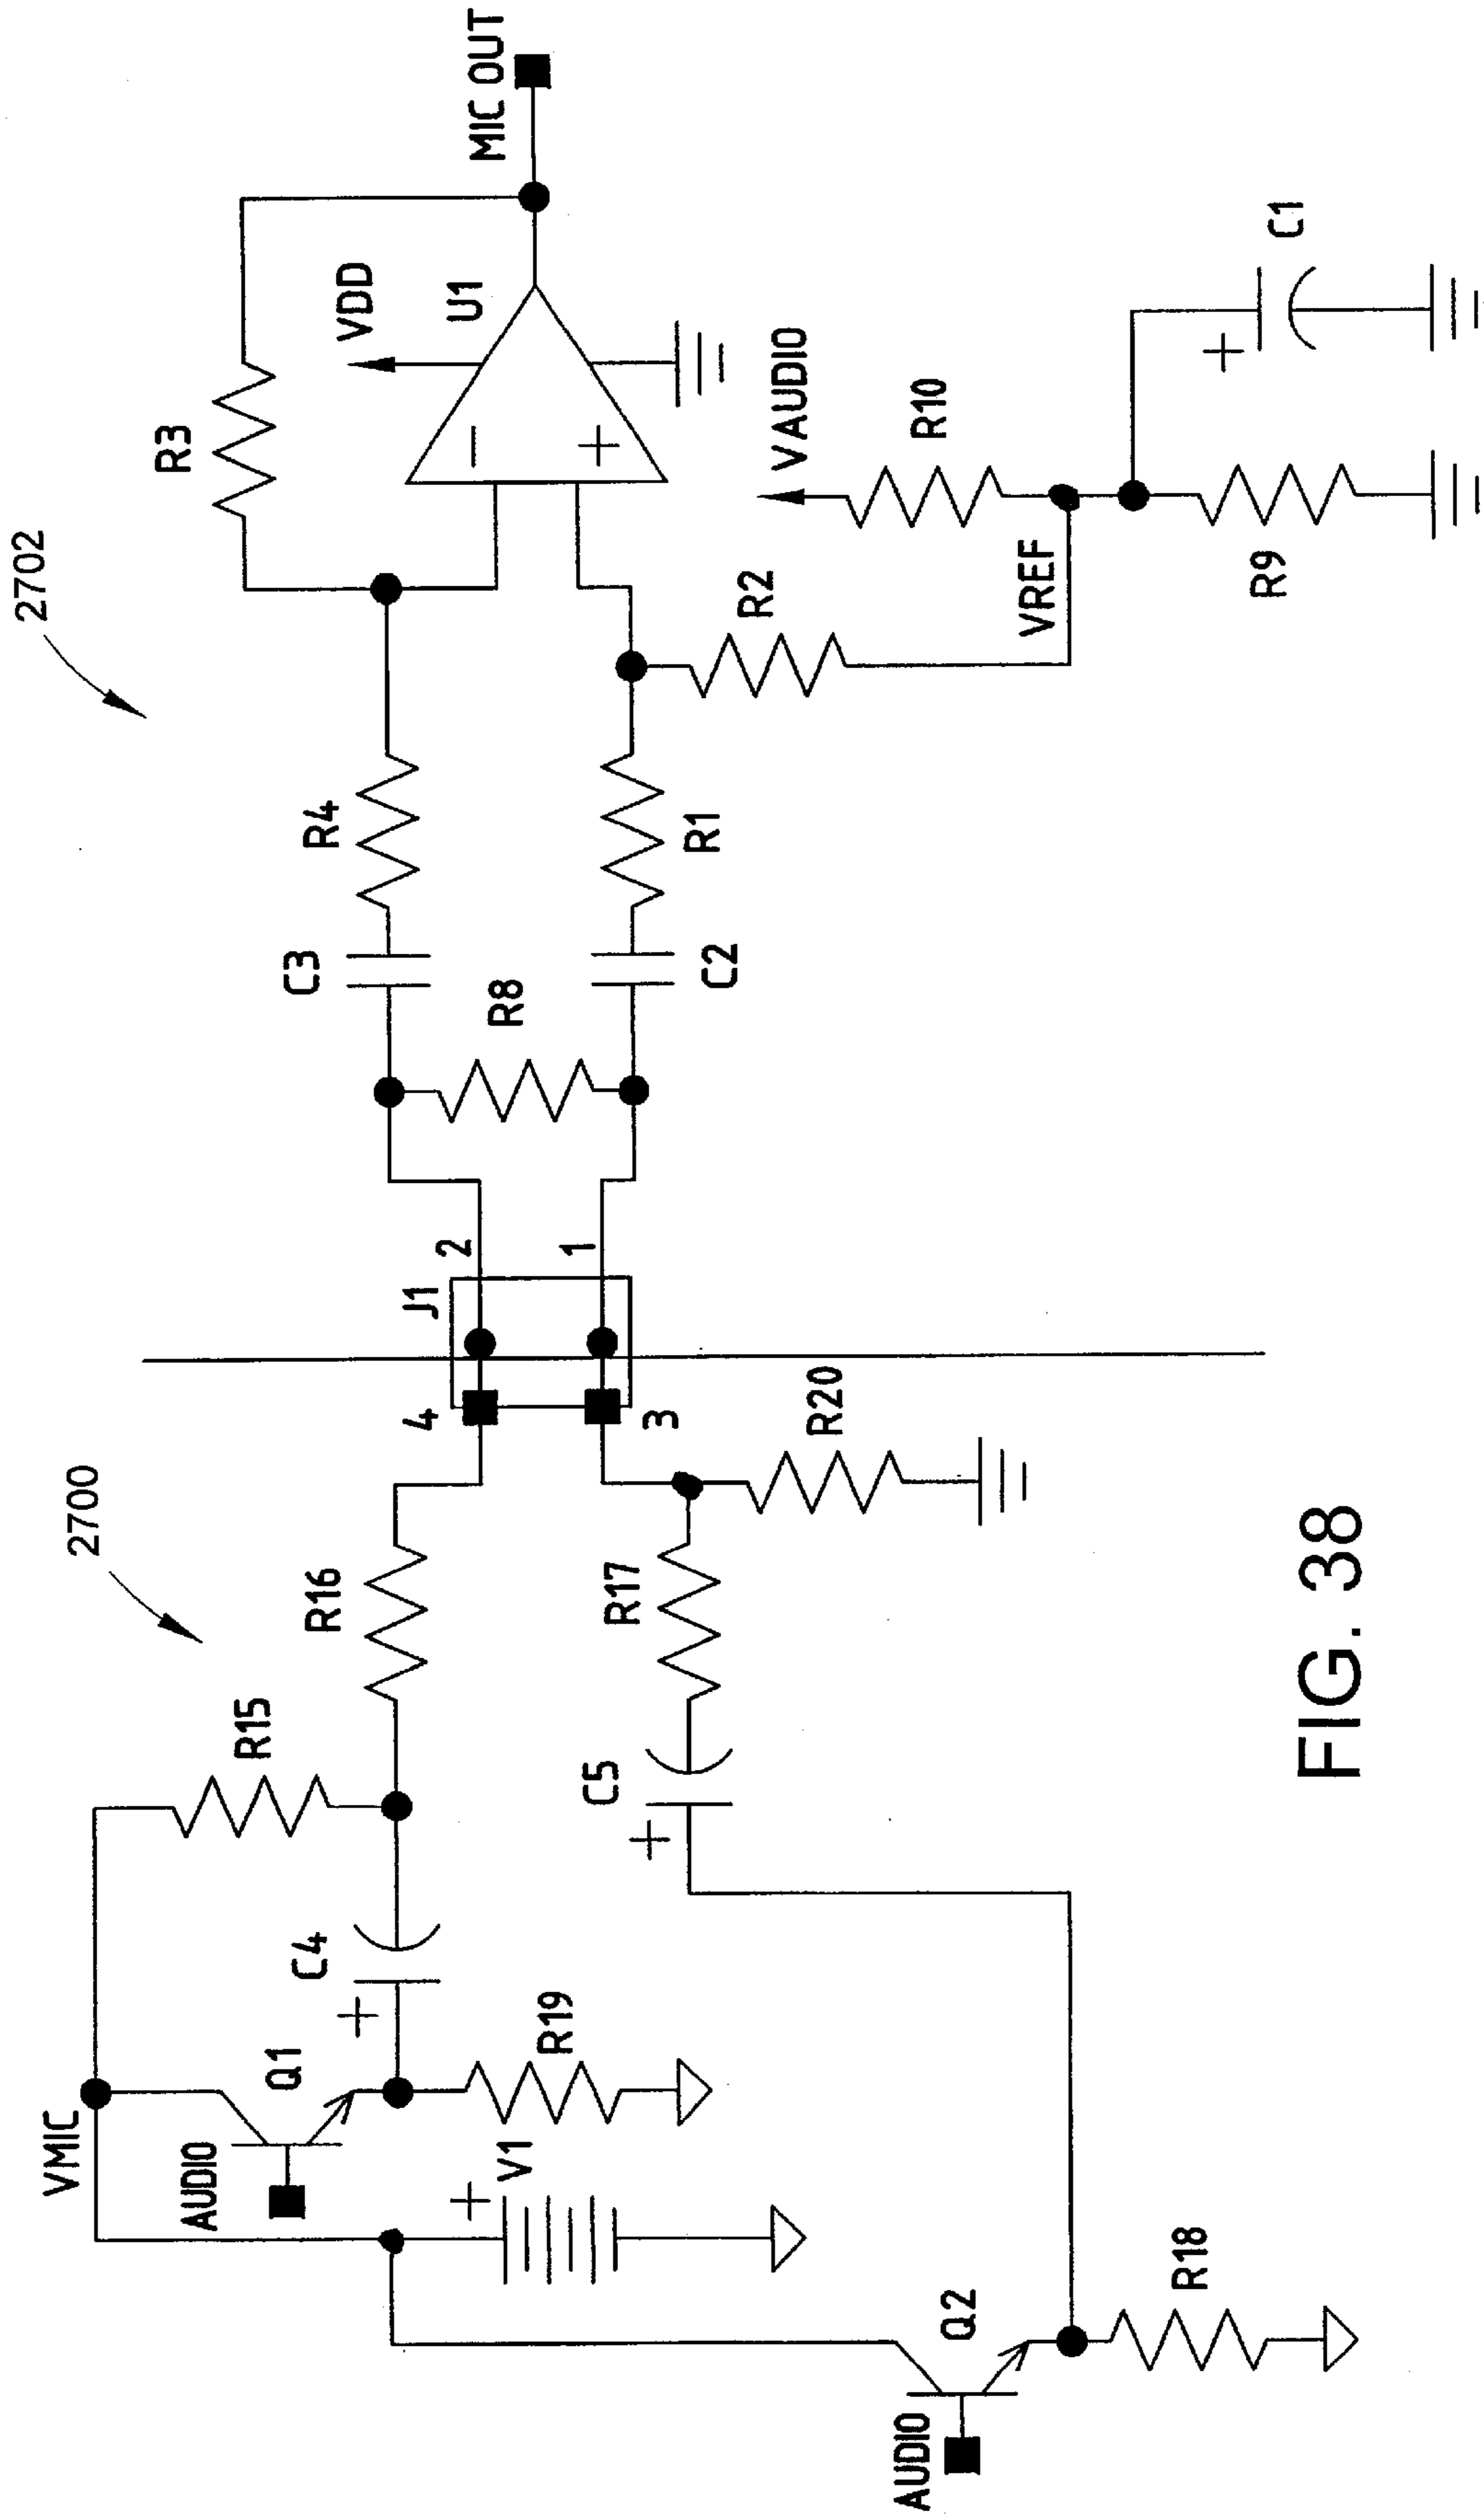 2700
2702
VMIC
AUDIO
Q1
R15
C4
+
R16
R19
V1
+
4
J1
2
1
3
C5
+
R17
R20
AUDIO
Q2
R18
C3
R4
R8
C2
R1
R3
VDD
U1
−
+
MIC OUT
R2
VREF
VAUDIO
R10
R9
+
C1
FIG. 38